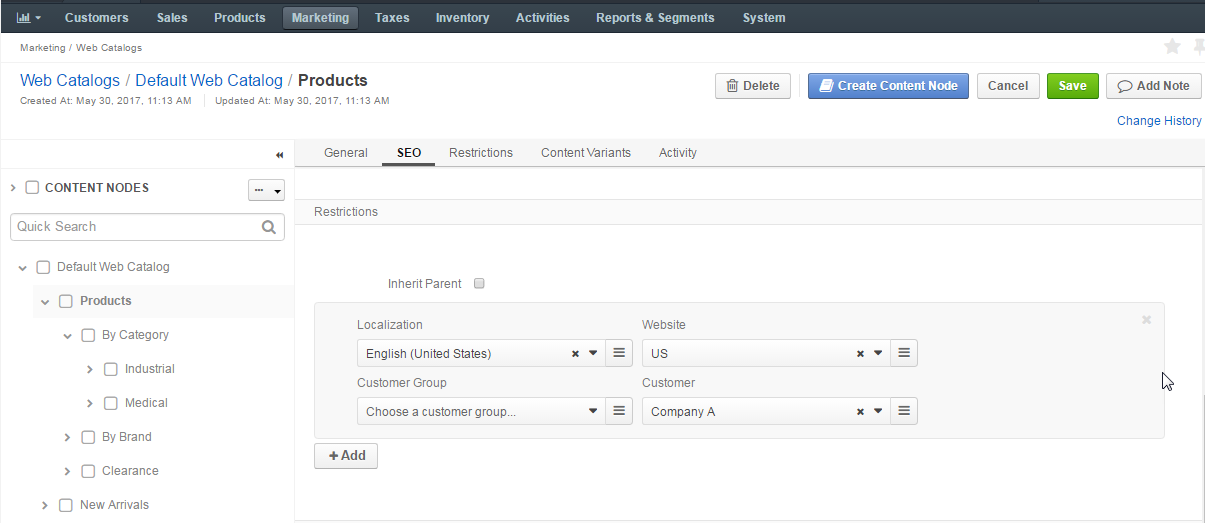 Customers Sales Products Marketing Taxes Inventory Activities Reports & Segments System
Marketing / Web Catalogs
Web Catalogs / Default Web Catalog / Products
Delete Create Content Node Cancel Save Add Note
Created At: May 30, 2017, 11:13 AM Updated At: May 30, 2017, 11:13 AM
Change History
General SEO Restrictions Content Variants Activity
CONTENT NODES
Quick Search
Default Web Catalog
Products
By Category
Industrial
Medical
By Brand
Clearance
New Arrivals
Restrictions
Inherit Parent
Localization Website
English (United States) US
Customer Group Customer
Choose a customer group... Company A
+ Add